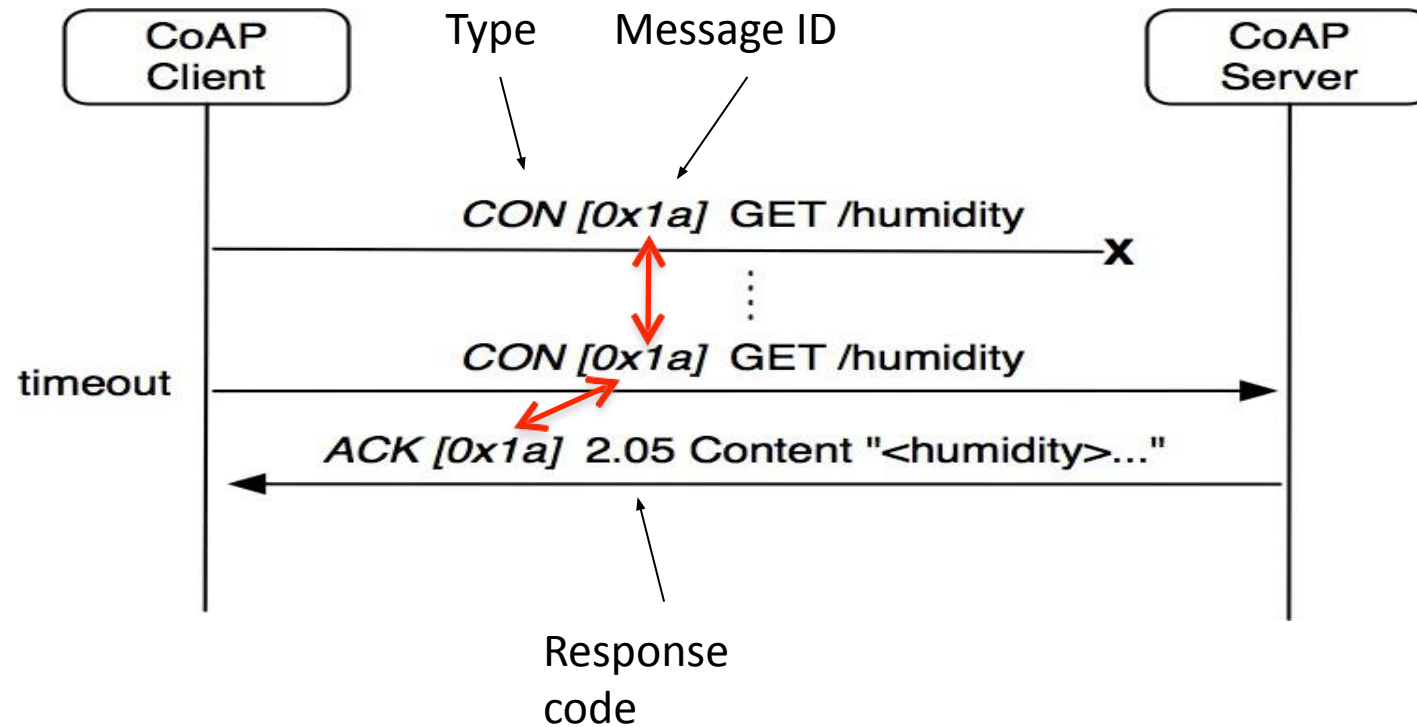 CoAP
Client
Type
Message ID
CoAP
Server
CON [0x1a] GET /humidity
x
CON [0x1a] GET /humidity
timeout
ACK [0x1a] 2.05 Content "<humidity>..."
Response
code